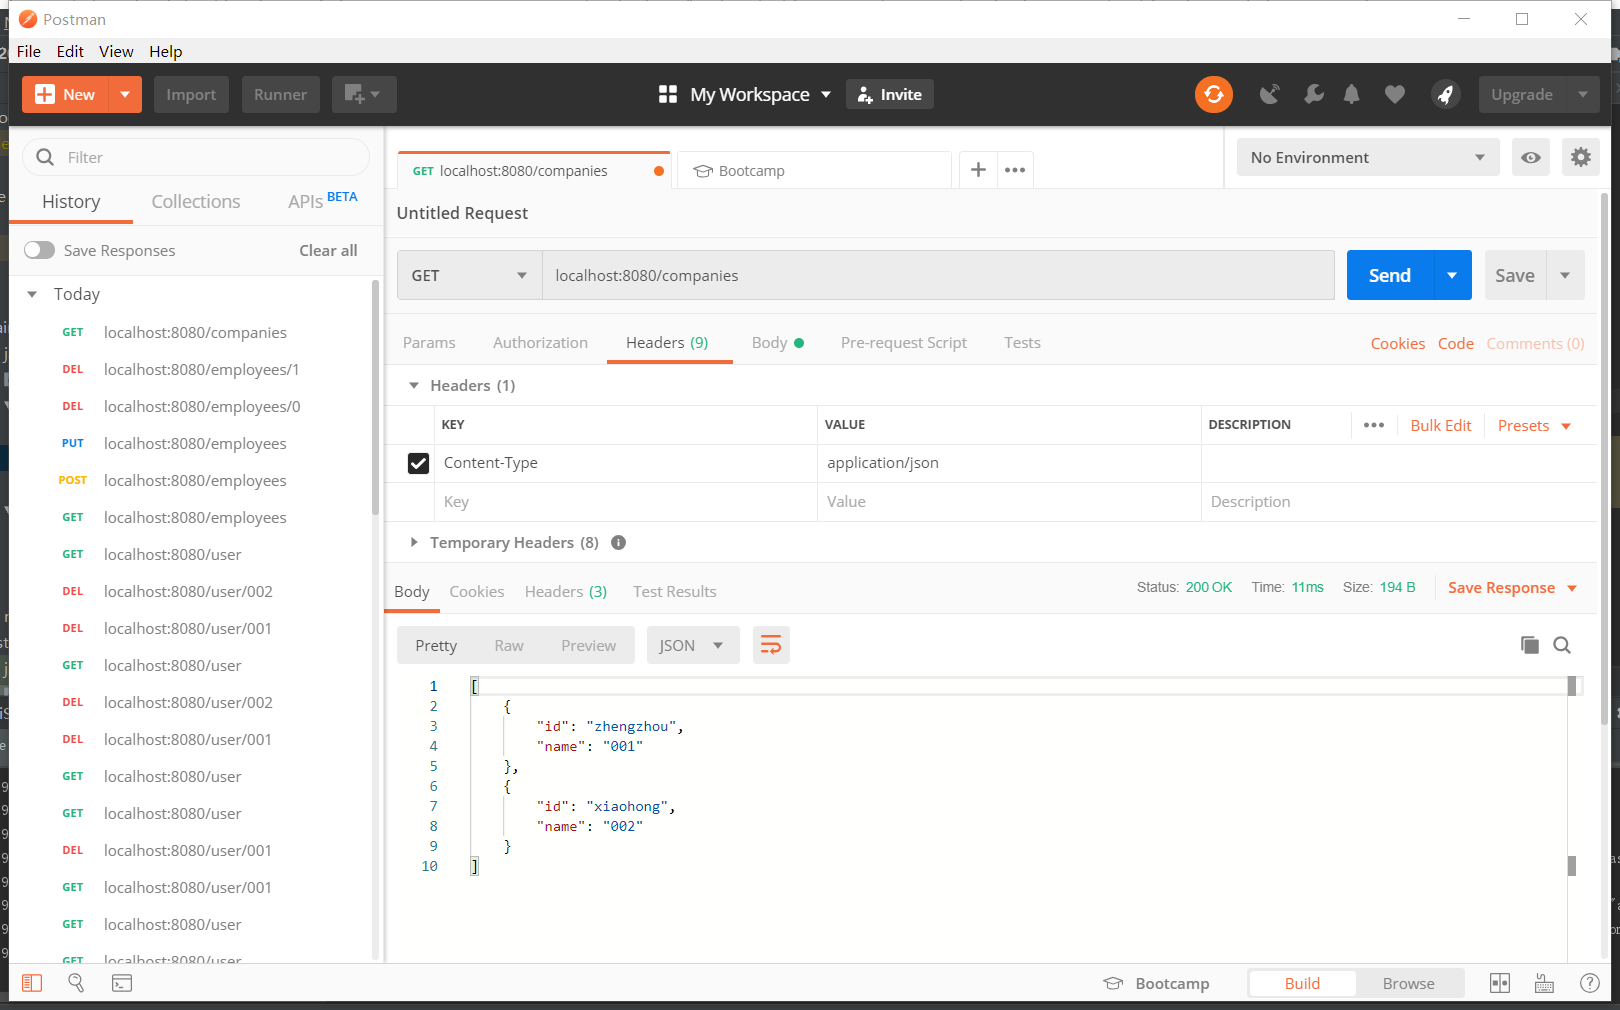 Postman
File Edit View Help
New Import Runner My Workspace Invite Upgrade
Filter
History Collections APIs BETA
Save Responses Clear all
Today
GET localhost:8080/companies
DEL localhost:8080/employees/1
DEL localhost:8080/employees/0
PUT localhost:8080/employees
POST localhost:8080/employees
GET localhost:8080/employees
GET localhost:8080/user
DEL localhost:8080/user/002
DEL localhost:8080/user/001
GET localhost:8080/user
DEL localhost:8080/user/002
DEL localhost:8080/user/001
GET localhost:8080/user
GET localhost:8080/user
DEL localhost:8080/user/001
GET localhost:8080/user/001
GET localhost:8080/user
GET localhost:8080/user
GET localhost:8080/companies Bootcamp No Environment
Untitled Request
GET localhost:8080/companies Send Save
Params Authorization Headers (9) Body Pre-request Script Tests Cookies Code Comments (0)
Headers (1)
KEY VALUE DESCRIPTION Bulk Edit Presets
Content-Type application/json
Key Value Description
Temporary Headers (8)
Body Cookies Headers (3) Test Results Status: 200 OK Time: 11ms Size: 194 B Save Response
Pretty Raw Preview JSON
1 [
2 {
3 "id": "zhengzhou",
4 "name": "001"
5 },
6 {
7 "id": "xiaohong",
8 "name": "002"
9 }
10 ]
Bootcamp Build Browse